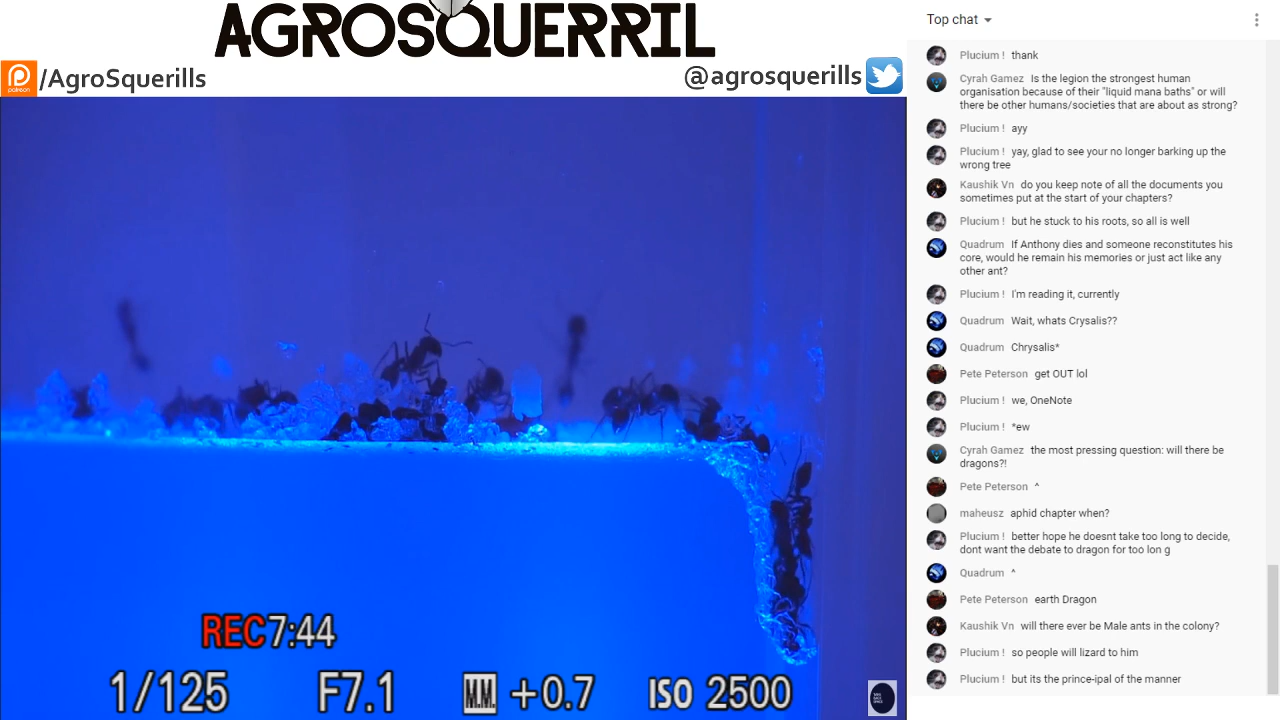 AGROSQUERRIL
/AgroSquerills
patreon
@agrosquerills
REC 7:44
1/125 F7.1 M.M. +0.7 ISO 2500
Top chat
Plucium ! thank
Cyrah Gamez Is the legion the strongest human
organisation because of their "liquid mana baths" or will
there be other humans/societies that are about as strong?
Plucium ! ayy
Plucium ! yay, glad to see your no longer barking up the
wrong tree
Kaushik Vn do you keep note of all the documents you
sometimes put at the start of your chapters?
Plucium ! but he stuck to his roots, so all is well
Quadrum If Anthony dies and someone reconstitutes his
core, would he remain his memories or just act like any
other ant?
Plucium ! I'm reading it, currently
Quadrum Wait, whats Crysalis??
Quadrum Chrysalis*
Pete Peterson get OUT lol
Plucium ! we, OneNote
Plucium ! *ew
Cyrah Gamez the most pressing question: will there be
dragons?!
Pete Peterson ^
maheusz aphid chapter when?
Plucium ! better hope he doesnt take too long to decide,
dont want the debate to dragon for too lon g
Quadrum ^
Pete Peterson earth Dragon
Kaushik Vn will there ever be Male ants in the colony?
Plucium ! so people will lizard to him
Plucium ! but its the prince-ipal of the manner